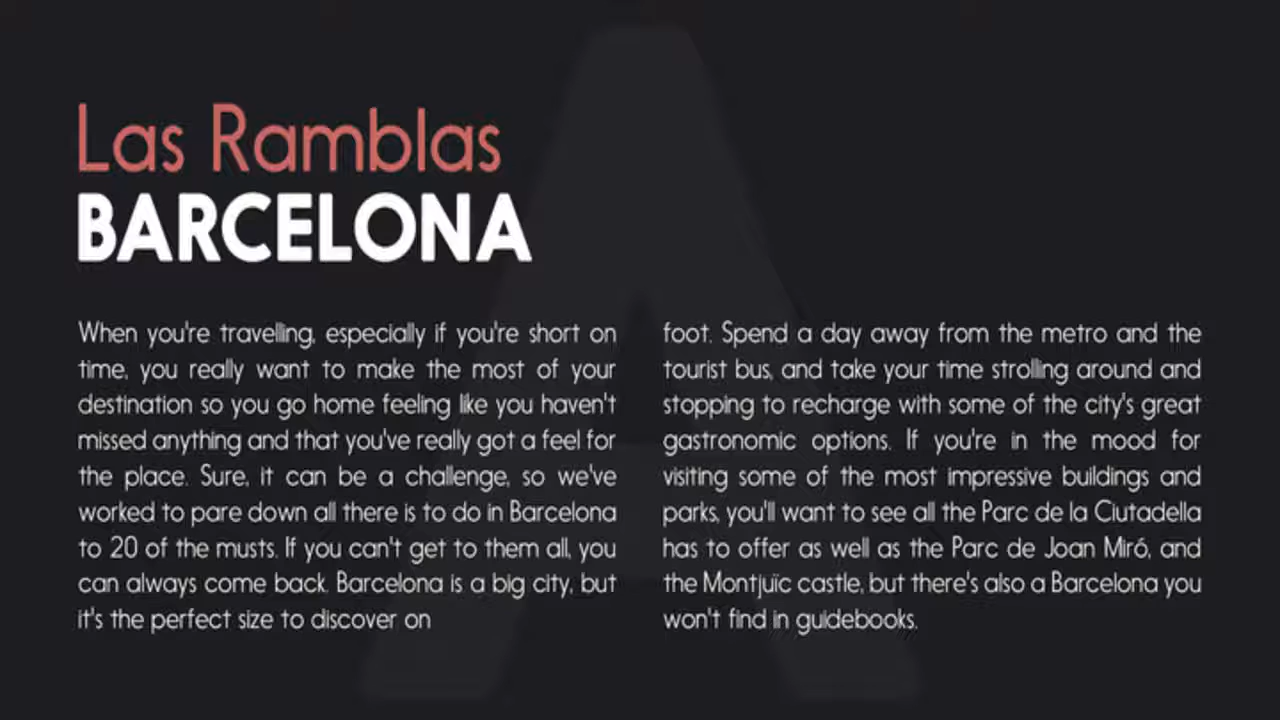 Las Ramblas
BARCELONA
When you're travelling, especially if you're short on
time, you really want to make the most of your
destination so you go home feeling like you haven't
missed anything and that you've really got a feel for
the place. Sure, it can be a challenge, so we've
worked to pare down all there is to do in Barcelona
to 20 of the musts. If you can't get to them all, you
can always come back. Barcelona is a big city, but
it's the perfect size to discover on
foot. Spend a day away from the metro and the
tourist bus, and take your time strolling around and
stopping to recharge with some of the city's great
gastronomic options. If you're in the mood for
visiting some of the most impressive buildings and
parks, you'll want to see all the Parc de la Ciutadella
has to offer as well as the Parc de Joan Miró, and
the Montjuïc castle, but there's also a Barcelona you
won't find in guidebooks.
A